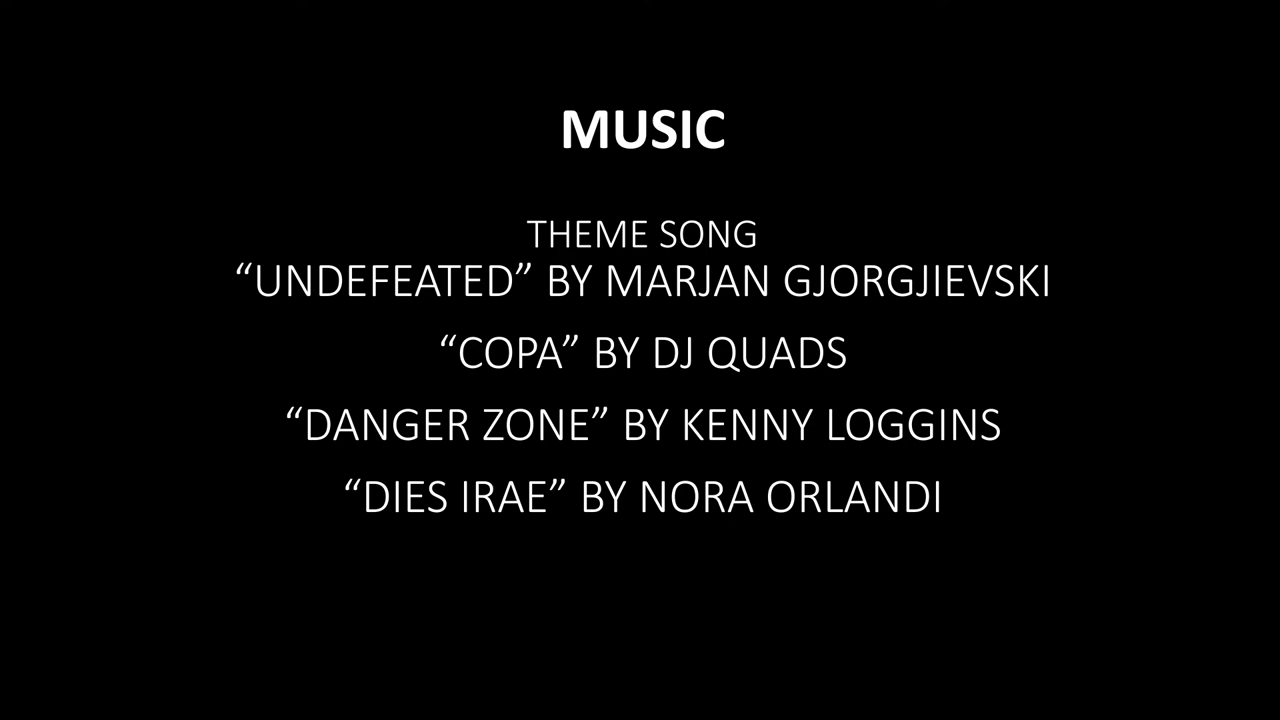 MUSIC
THEME SONG
“UNDEFEATED” BY MARJAN GJORGJIEVSKI
“COPA” BY DJ QUADS
“DANGER ZONE” BY KENNY LOGGINS
“DIES IRAE” BY NORA ORLANDI